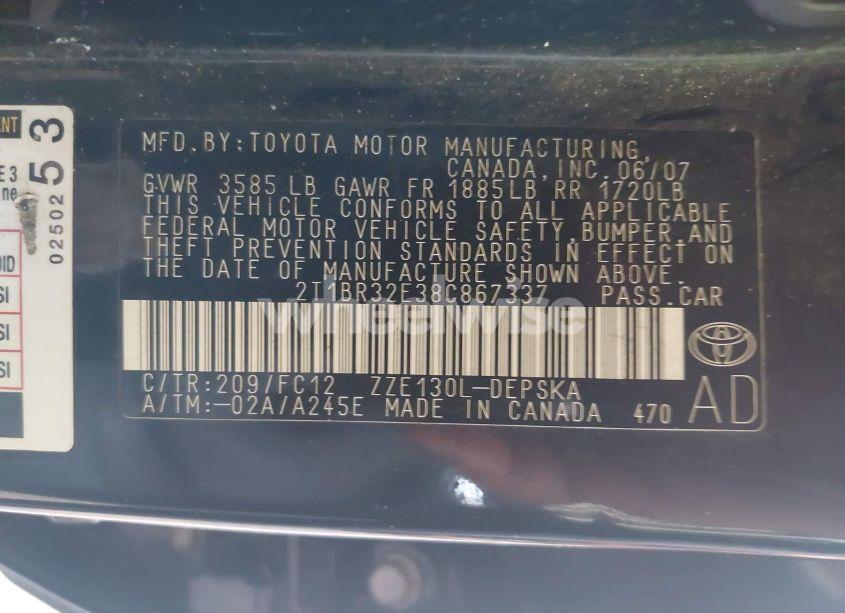 MFD. BY: TOYOTA MOTOR MANUFACTURING,
CANADA, INC. 06/07
GVWR 3585 LB GAWR FR 1885LB RR 1720LB
THIS VEHICLE CONFORMS TO ALL APPLICABLE
FEDERAL MOTOR VEHICLE SAFETY, BUMPER, AND
THEFT PREVENTION STANDARDS IN EFFECT ON
THE DATE OF MANUFACTURE SHOWN ABOVE.
2T1BR32E38C867337 PASS. CAR
C/TR: 209/FC12 ZZE130L-DEPSKA
A/TM: -02A/A245E MADE IN CANADA 470 AD
wheelwise
02502 53